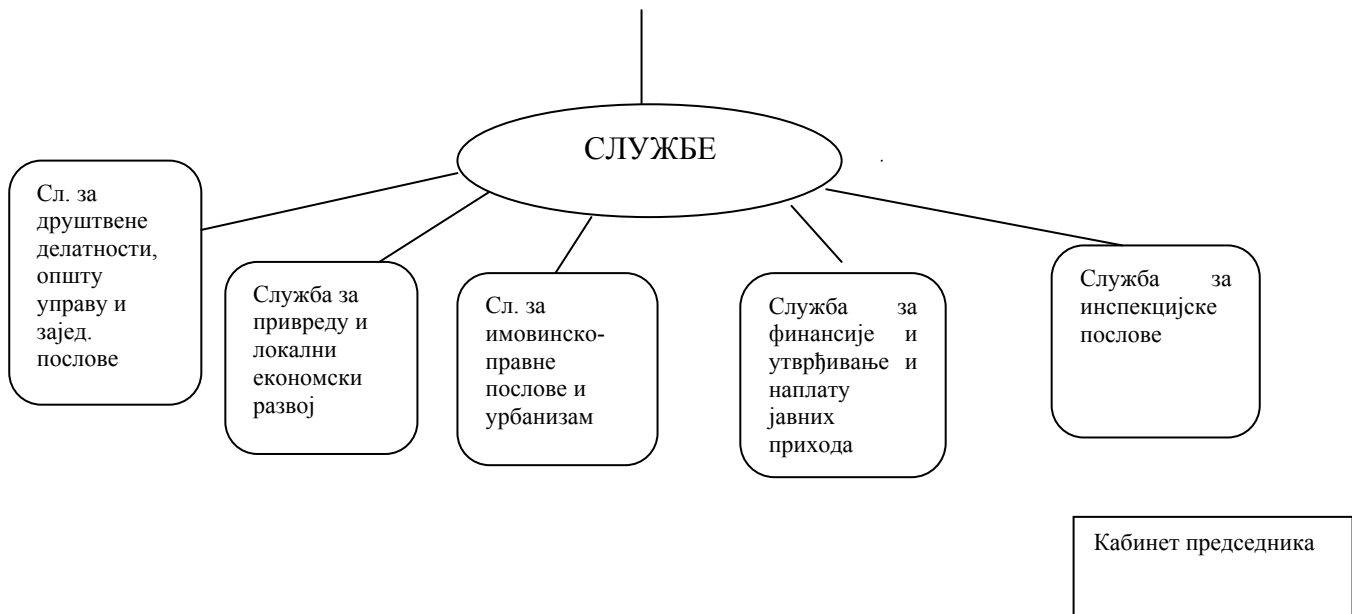 СЛУЖБЕ
Сл. за
друштвене
делатности,
општу
управу и
зајед.
послове
Служба за
привреду и
локални
економски
развој
Сл. за
имовинско-
правне
послове и
урбанизам
Служба за
финансије и
утврђивање и
наплату
јавних
прихода
Служба за
инспекцијске
послове
Кабинет председника